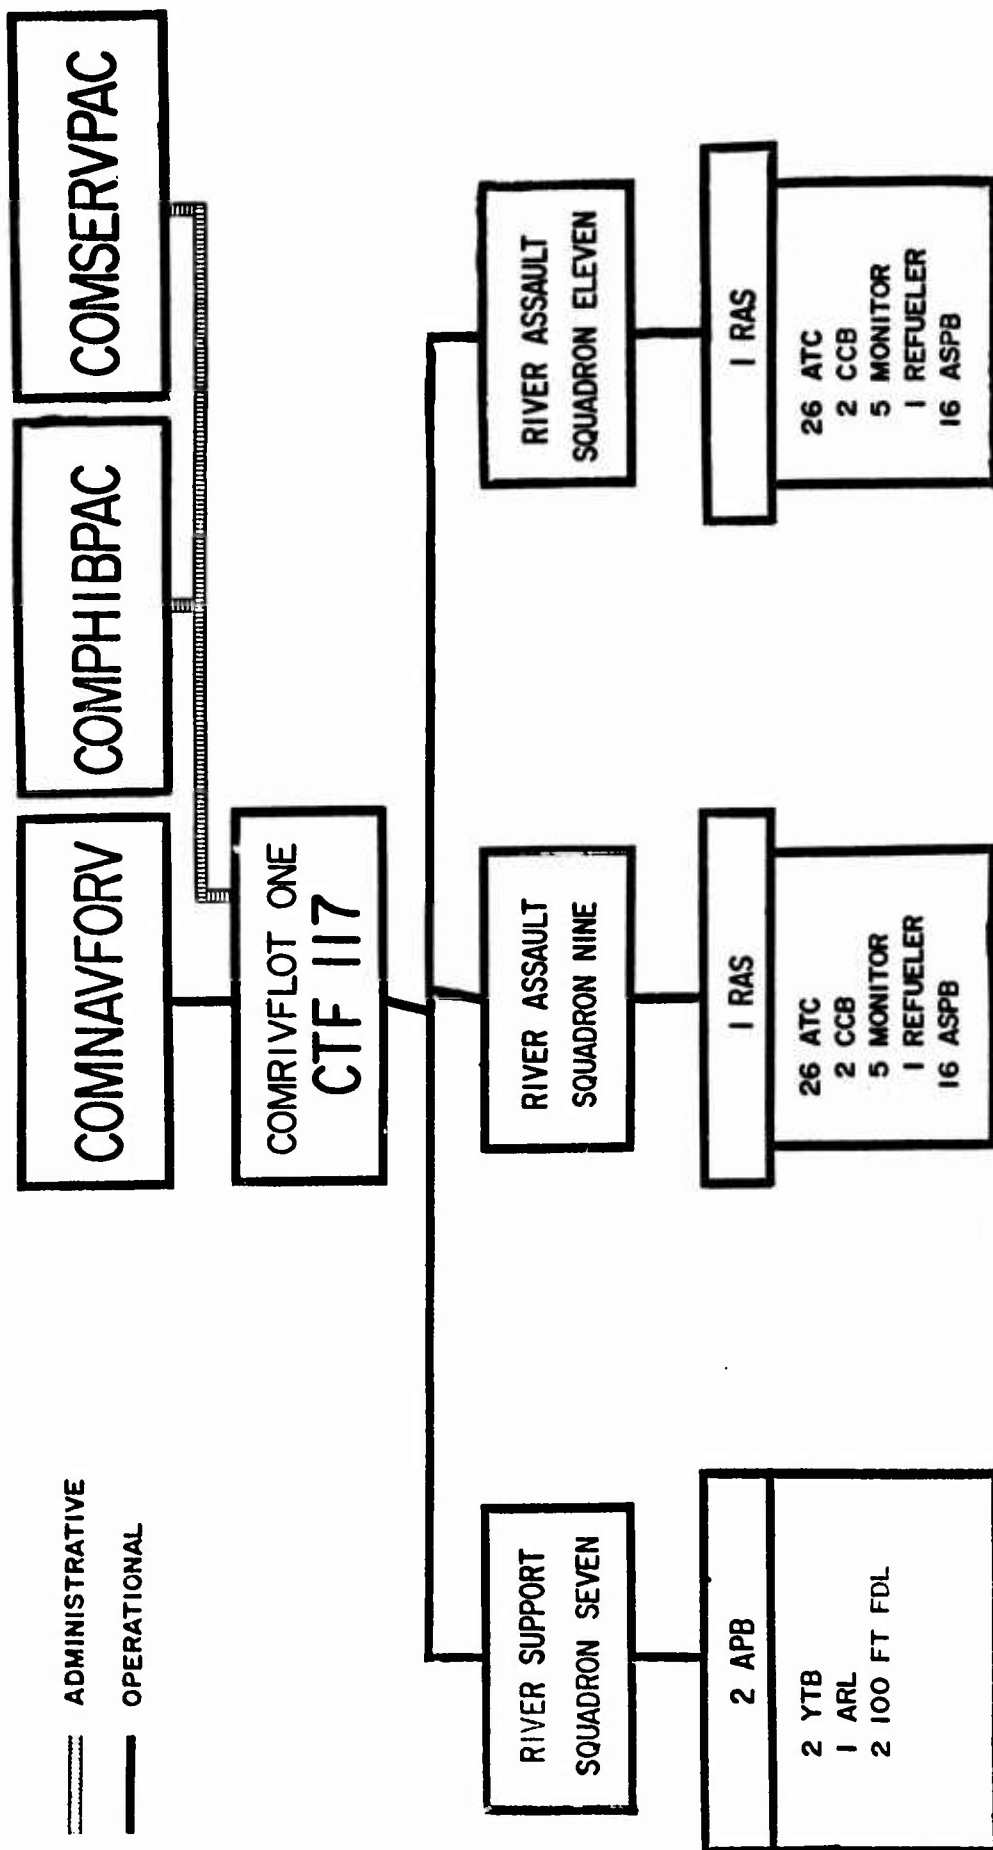 ADMINISTRATIVE
OPERATIONAL
COMNAVFORV
COMPHIBPAC
COMSERVPAC
COMRIVFLOT ONE
CTF 117
RIVER SUPPORT
SQUADRON SEVEN
RIVER ASSAULT
SQUADRON NINE
RIVER ASSAULT
SQUADRON ELEVEN
2 APB
2 YTB
1 ARL
2 100 FT FDL
1 RAS
26 ATC
2 CCB
5 MONITOR
1 REFUELER
16 ASPB
1 RAS
26 ATC
2 CCB
5 MONITOR
1 REFUELER
16 ASPB